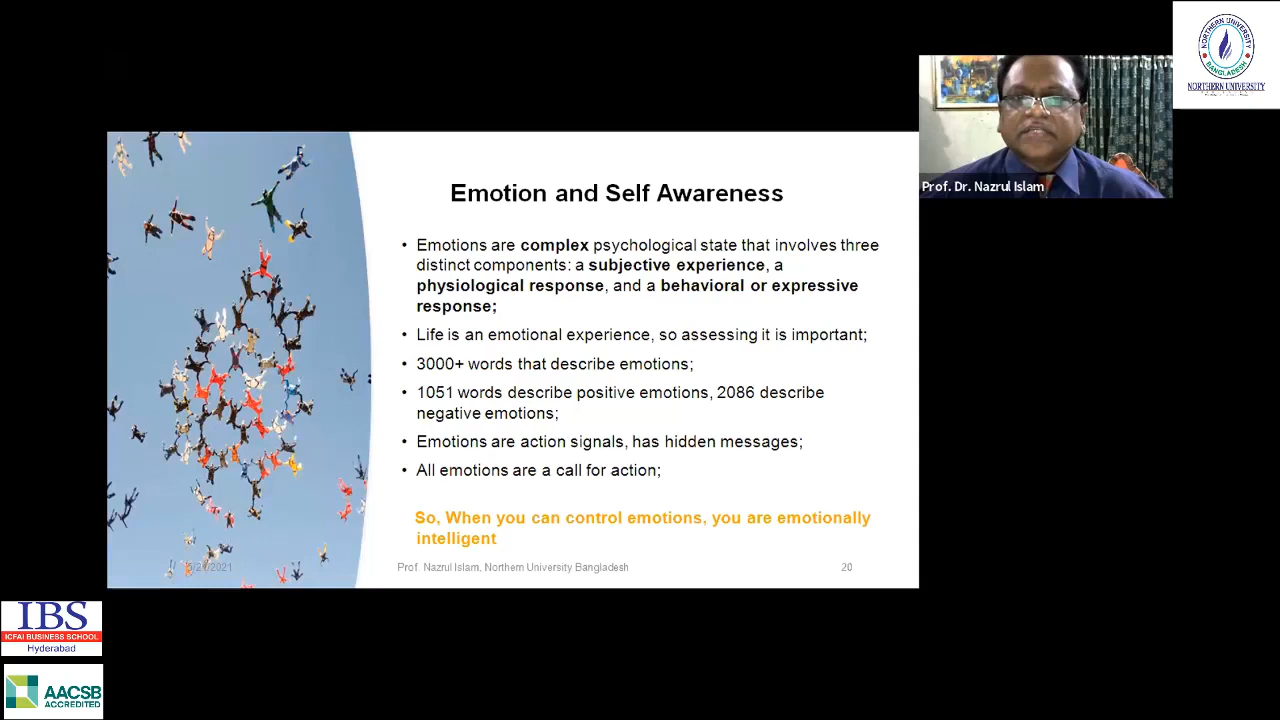 NORTHERN UNIVERSITY
BANGLADESH
NORTHERN UNIVERSITY
Prof. Dr. Nazrul Islam
Emotion and Self Awareness
• Emotions are complex psychological state that involves three
distinct components: a subjective experience, a
physiological response, and a behavioral or expressive
response;
• Life is an emotional experience, so assessing it is important;
• 3000+ words that describe emotions;
• 1051 words describe positive emotions, 2086 describe
negative emotions;
• Emotions are action signals, has hidden messages;
• All emotions are a call for action;
So, When you can control emotions, you are emotionally
intelligent
Prof. Nazrul Islam, Northern University Bangladesh
20
IBS
ICFAI BUSINESS SCHOOL
Hyderabad
AACSB
ACCREDITED